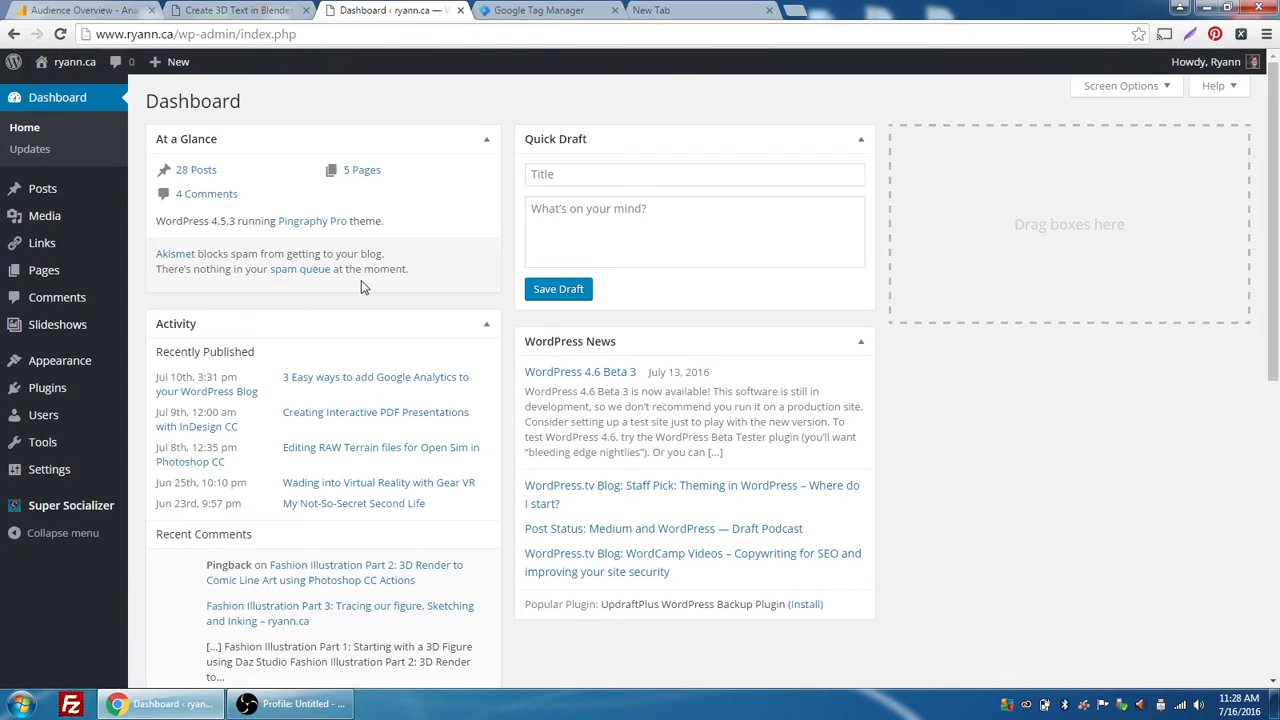 Audience Overview - Ana
Create 3D Text in Blender
Dashboard ‹ ryann.ca — W
Google Tag Manager
New Tab
www.ryann.ca/wp-admin/index.php
ryann.ca
0
New
Howdy, Ryann
Dashboard
Home
Updates
Posts
Media
Links
Pages
Comments
Slideshows
Appearance
Plugins
Users
Tools
Settings
Super Socializer
Collapse menu
Screen Options
Help
Dashboard
At a Glance
28 Posts
5 Pages
4 Comments
WordPress 4.5.3 running Pingraphy Pro theme.
Akismet blocks spam from getting to your blog.
There's nothing in your spam queue at the moment.
Activity
Recently Published
Jul 10th, 3:31 pm 3 Easy ways to add Google Analytics to
your WordPress Blog
Jul 9th, 12:00 am Creating Interactive PDF Presentations
with InDesign CC
Jul 8th, 12:35 pm Editing RAW Terrain files for Open Sim in
Photoshop CC
Jun 25th, 10:10 pm Wading into Virtual Reality with Gear VR
Jun 23rd, 9:57 pm My Not-So-Secret Second Life
Recent Comments
Pingback on Fashion Illustration Part 2: 3D Render to
Comic Line Art using Photoshop CC Actions
Fashion Illustration Part 3: Tracing our figure, Sketching
and Inking – ryann.ca
[...] Fashion Illustration Part 1: Starting with a 3D Figure
using Daz Studio Fashion Illustration Part 2: 3D Render
to...
Quick Draft
Title
What's on your mind?
Save Draft
WordPress News
WordPress 4.6 Beta 3 July 13, 2016
WordPress 4.6 Beta 3 is now available! This software is still in
development, so we don't recommend you run it on a production site.
Consider setting up a test site just to play with the new version. To
test WordPress 4.6, try the WordPress Beta Tester plugin (you'll want
"bleeding edge nightlies"). Or you can [...]
WordPress.tv Blog: Staff Pick: Theming in WordPress – Where do
I start?
Post Status: Medium and WordPress — Draft Podcast
WordPress.tv Blog: WordCamp Videos – Copywriting for SEO and
improving your site security
Popular Plugin: UpdraftPlus WordPress Backup Plugin (Install)
Drag boxes here
Dashboard ‹ ryann.ca...
Profile: Untitled - ...
11:28 AM
7/16/2016